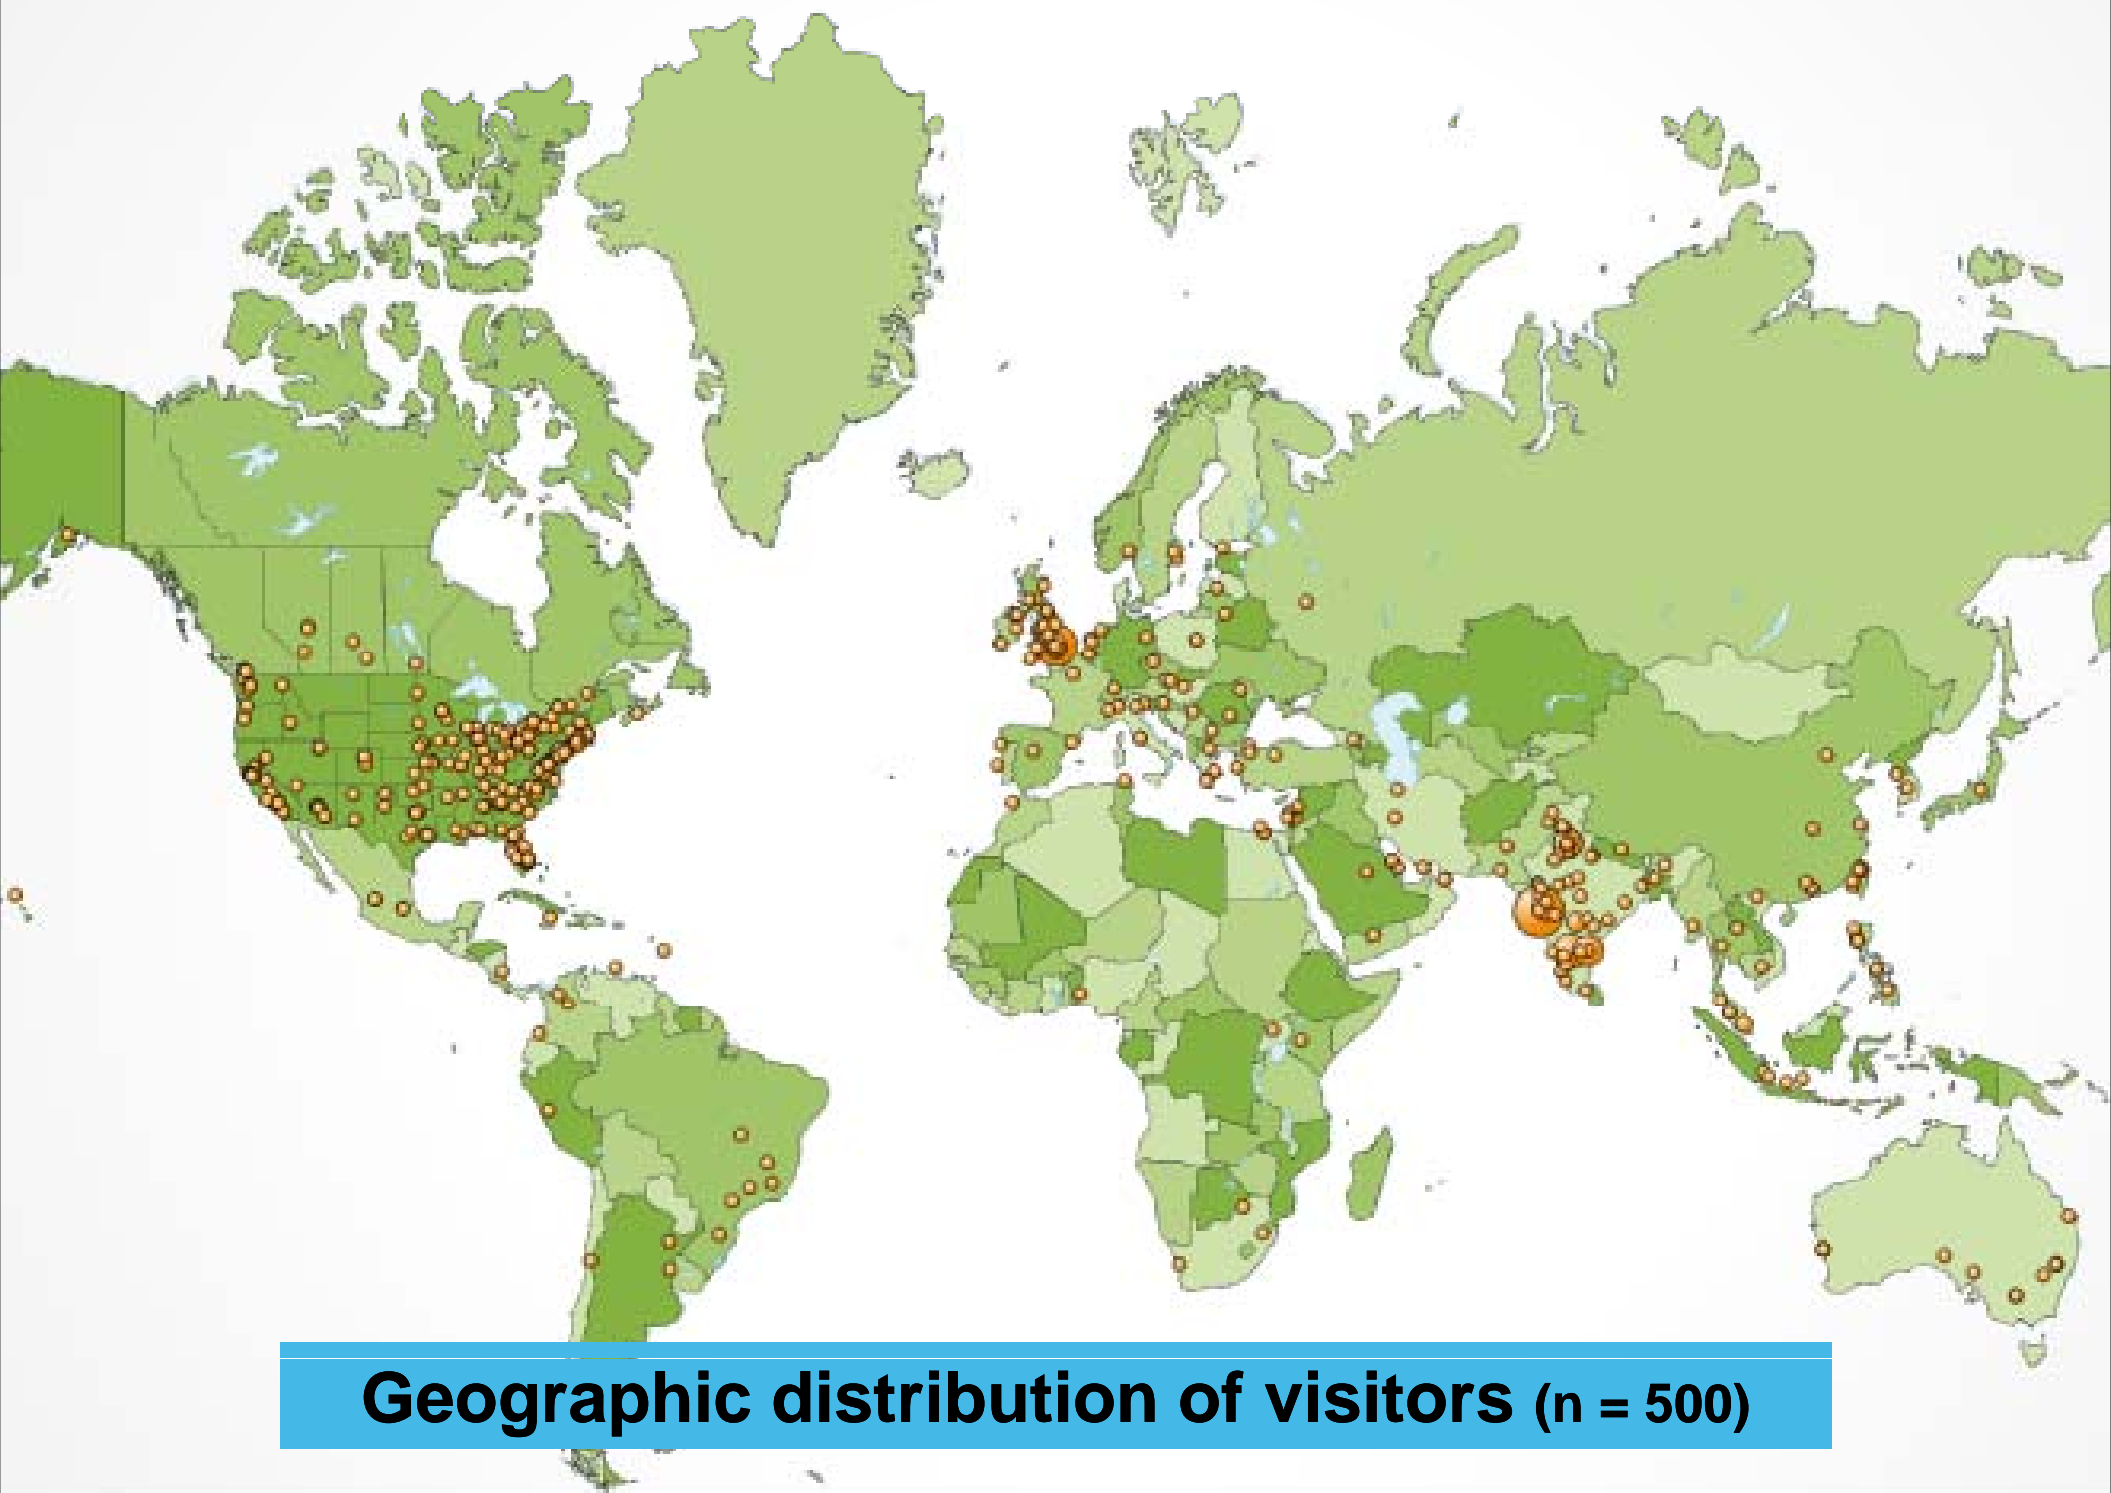 Geographic distribution of visitors (n = 500)